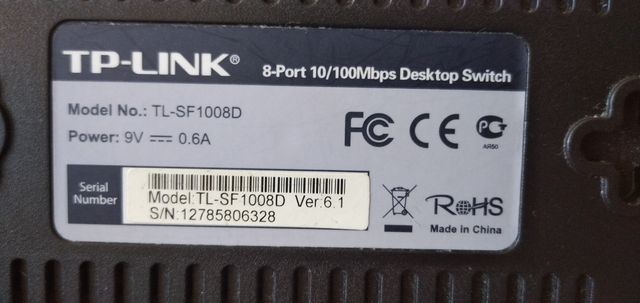 TP-LINK® 8-Port 10/100Mbps Desktop Switch
Model No.: TL-SF1008D
Power: 9V ⎓ 0.6A
FC CE PG
AR50
Serial
Number
Model:TL-SF1008D Ver:6.1
S/N:12785806328
RoHS
Made in China